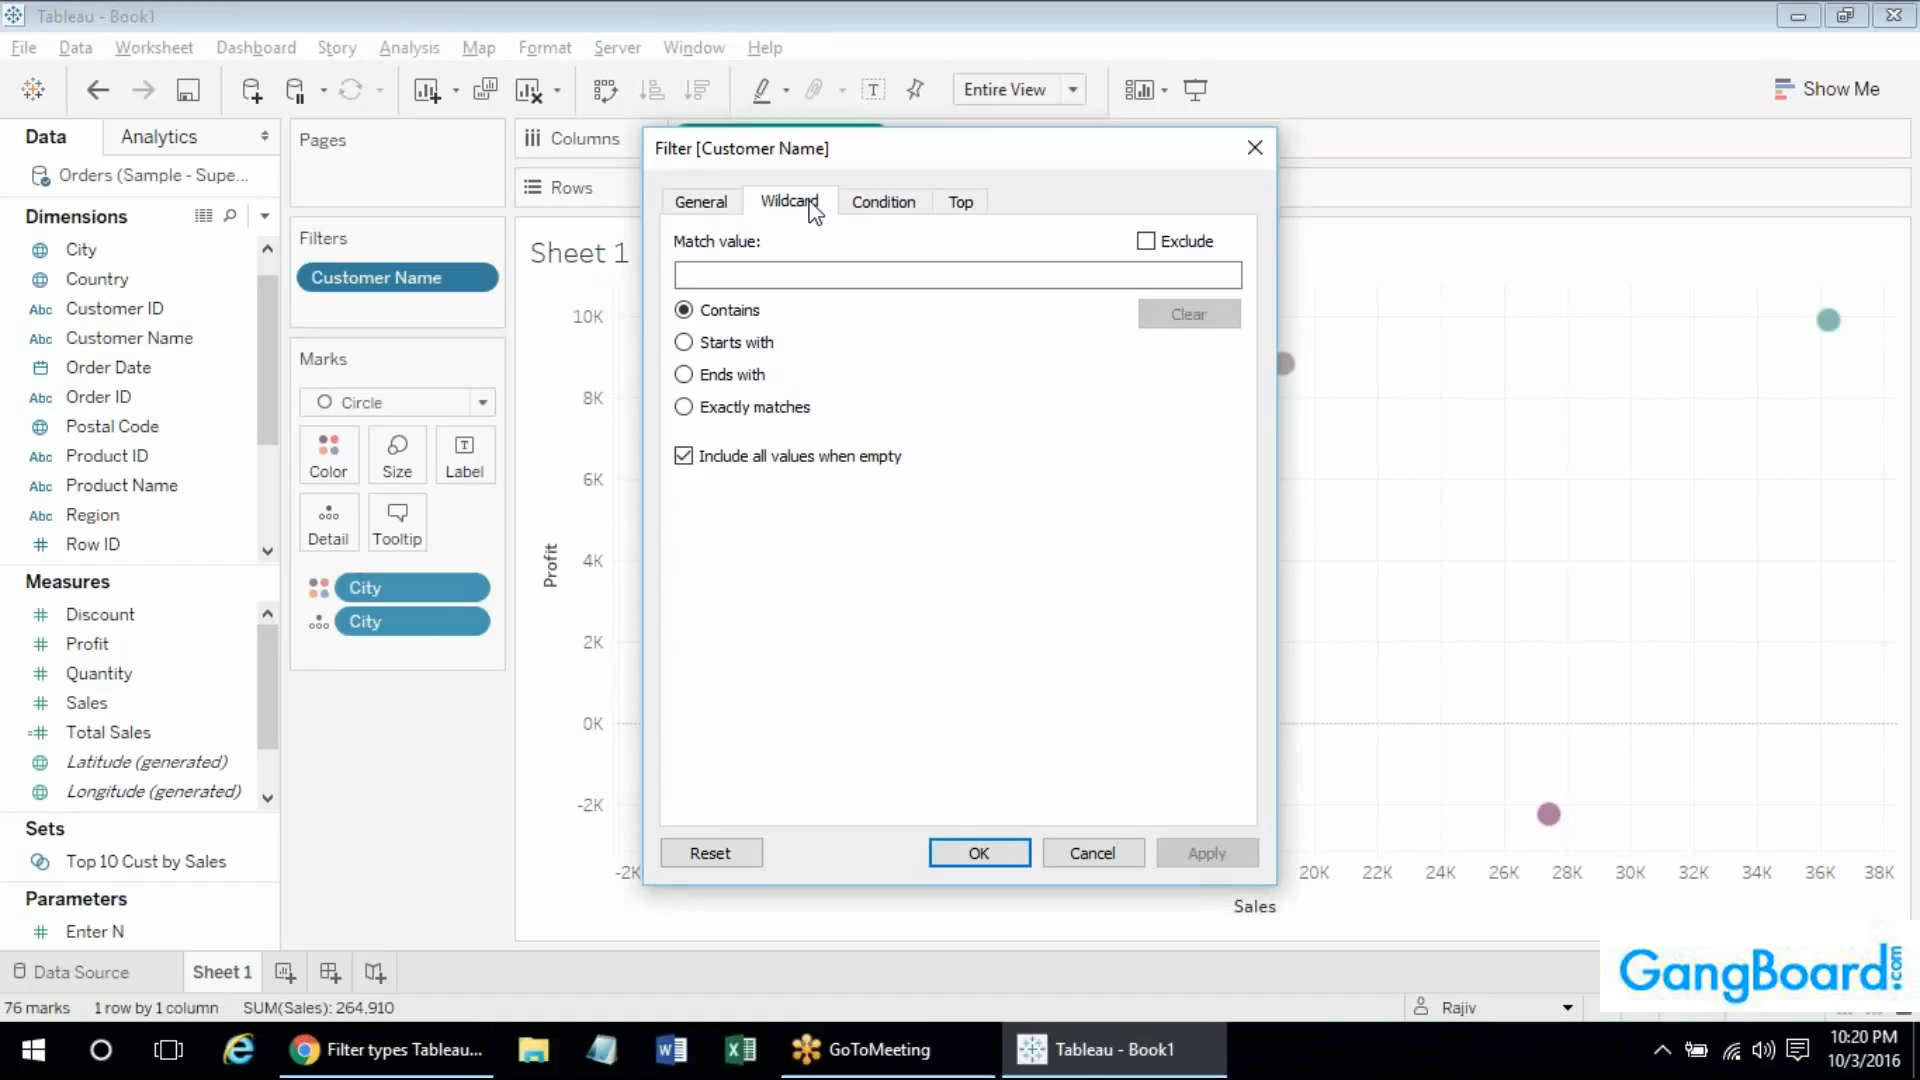 Tableau - Book1
File Data Worksheet Dashboard Story Analysis Map Format Server Window Help
Entire View
Show Me
Data
Analytics
Orders (Sample - Supe...
Dimensions
City
Country
Abc Customer ID
Abc Customer Name
Order Date
Abc Order ID
Postal Code
Abc Product ID
Abc Product Name
Abc Region
# Row ID
Measures
# Discount
# Profit
# Quantity
# Sales
=# Total Sales
Latitude (generated)
Longitude (generated)
Sets
Top 10 Cust by Sales
Parameters
# Enter N
Pages
Filters
Customer Name
Marks
Circle
Color
Size
Label
Detail
Tooltip
City
City
Columns
Rows
Sheet 1
Profit
10K
8K
6K
4K
2K
0K
-2K
-2K
20K 22K 24K 26K 28K 30K 32K 34K 36K 38K
Sales
Filter [Customer Name]
General
Wildcard
Condition
Top
Match value:
Exclude
Contains
Clear
Starts with
Ends with
Exactly matches
Include all values when empty
Reset
OK
Cancel
Apply
GangBoard.com
Data Source
Sheet 1
76 marks 1 row by 1 column SUM(Sales): 264,910
Rajiv
Filter types Tableau...
GoToMeeting
Tableau - Book1
10:20 PM
10/3/2016